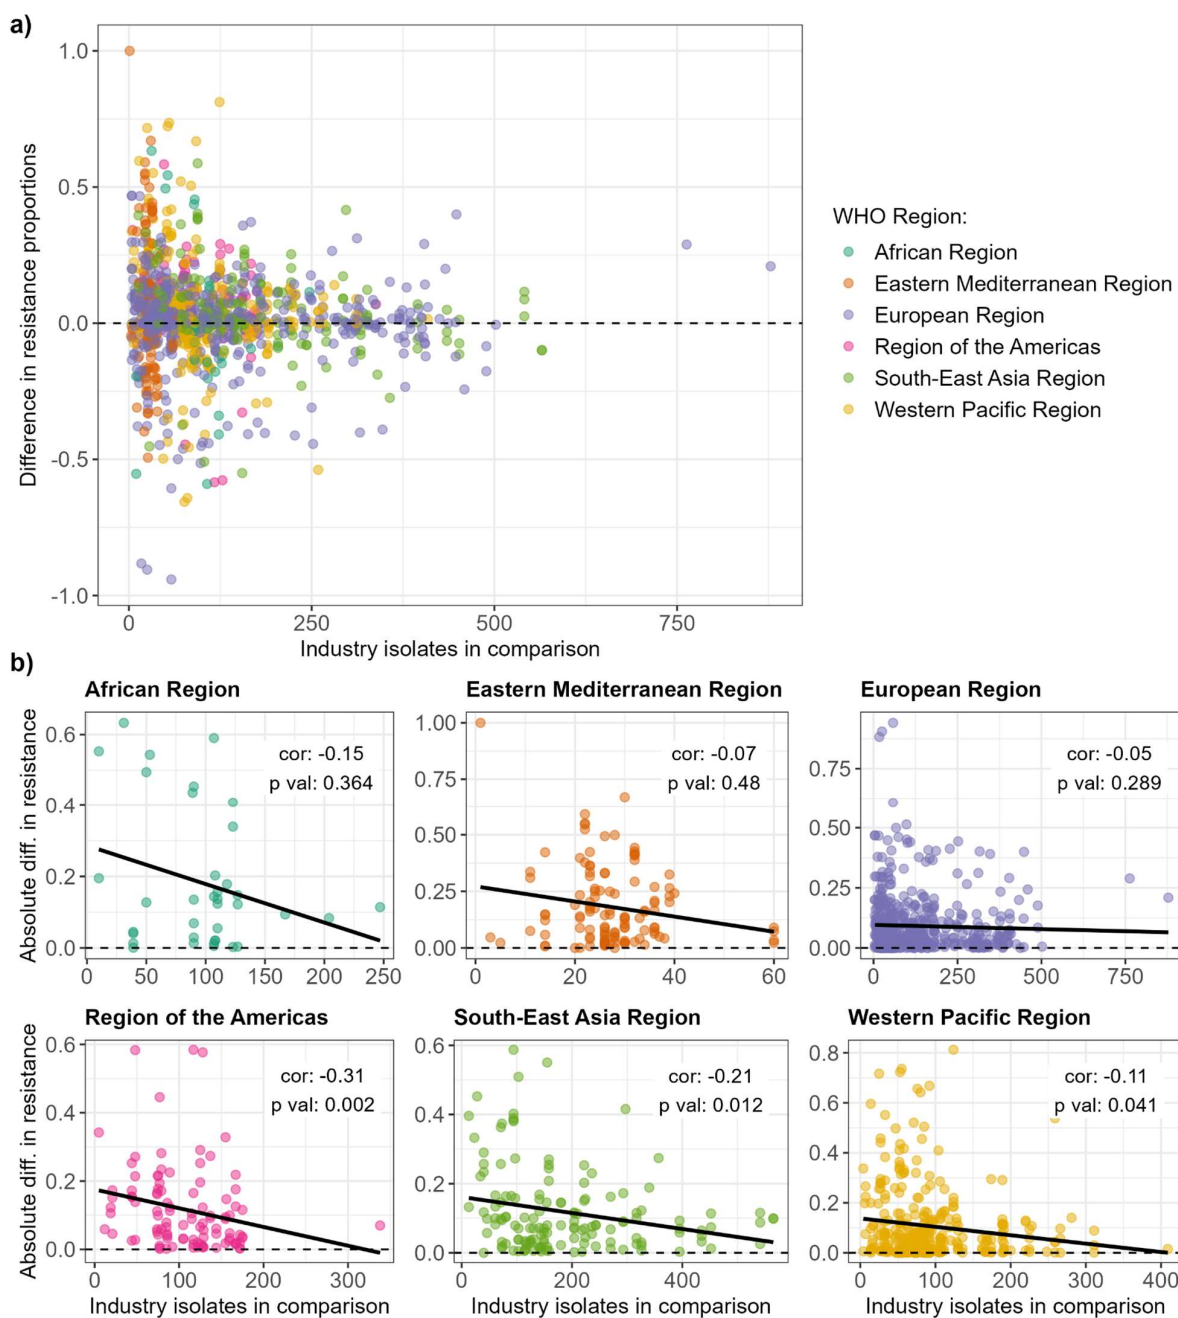 a)
1.0
0.5
0.0
-0.5
-1.0
Difference in resistance proportions
0
250
500
750
Industry isolates in comparison
WHO Region:
African Region
Eastern Mediterranean Region
European Region
Region of the Americas
South-East Asia Region
Western Pacific Region
b)
African Region
Absolute diff. in resistance
0.6
0.4
0.2
0.0
cor: -0.15
p val: 0.364
0
50
100
150
200
250
Eastern Mediterranean Region
1.00
0.75
0.50
0.25
0.00
cor: -0.07
p val: 0.48
0
20
40
60
European Region
0.75
0.50
0.25
0.00
cor: -0.05
p val: 0.289
0
250
500
750
Region of the Americas
Absolute diff. in resistance
0.6
0.4
0.2
0.0
cor: -0.31
p val: 0.002
0
100
200
300
Industry isolates in comparison
South-East Asia Region
0.6
0.4
0.2
0.0
cor: -0.21
p val: 0.012
0
200
400
Industry isolates in comparison
Western Pacific Region
0.8
0.6
0.4
0.2
0.0
cor: -0.11
p val: 0.041
0
100
200
300
400
Industry isolates in comparison